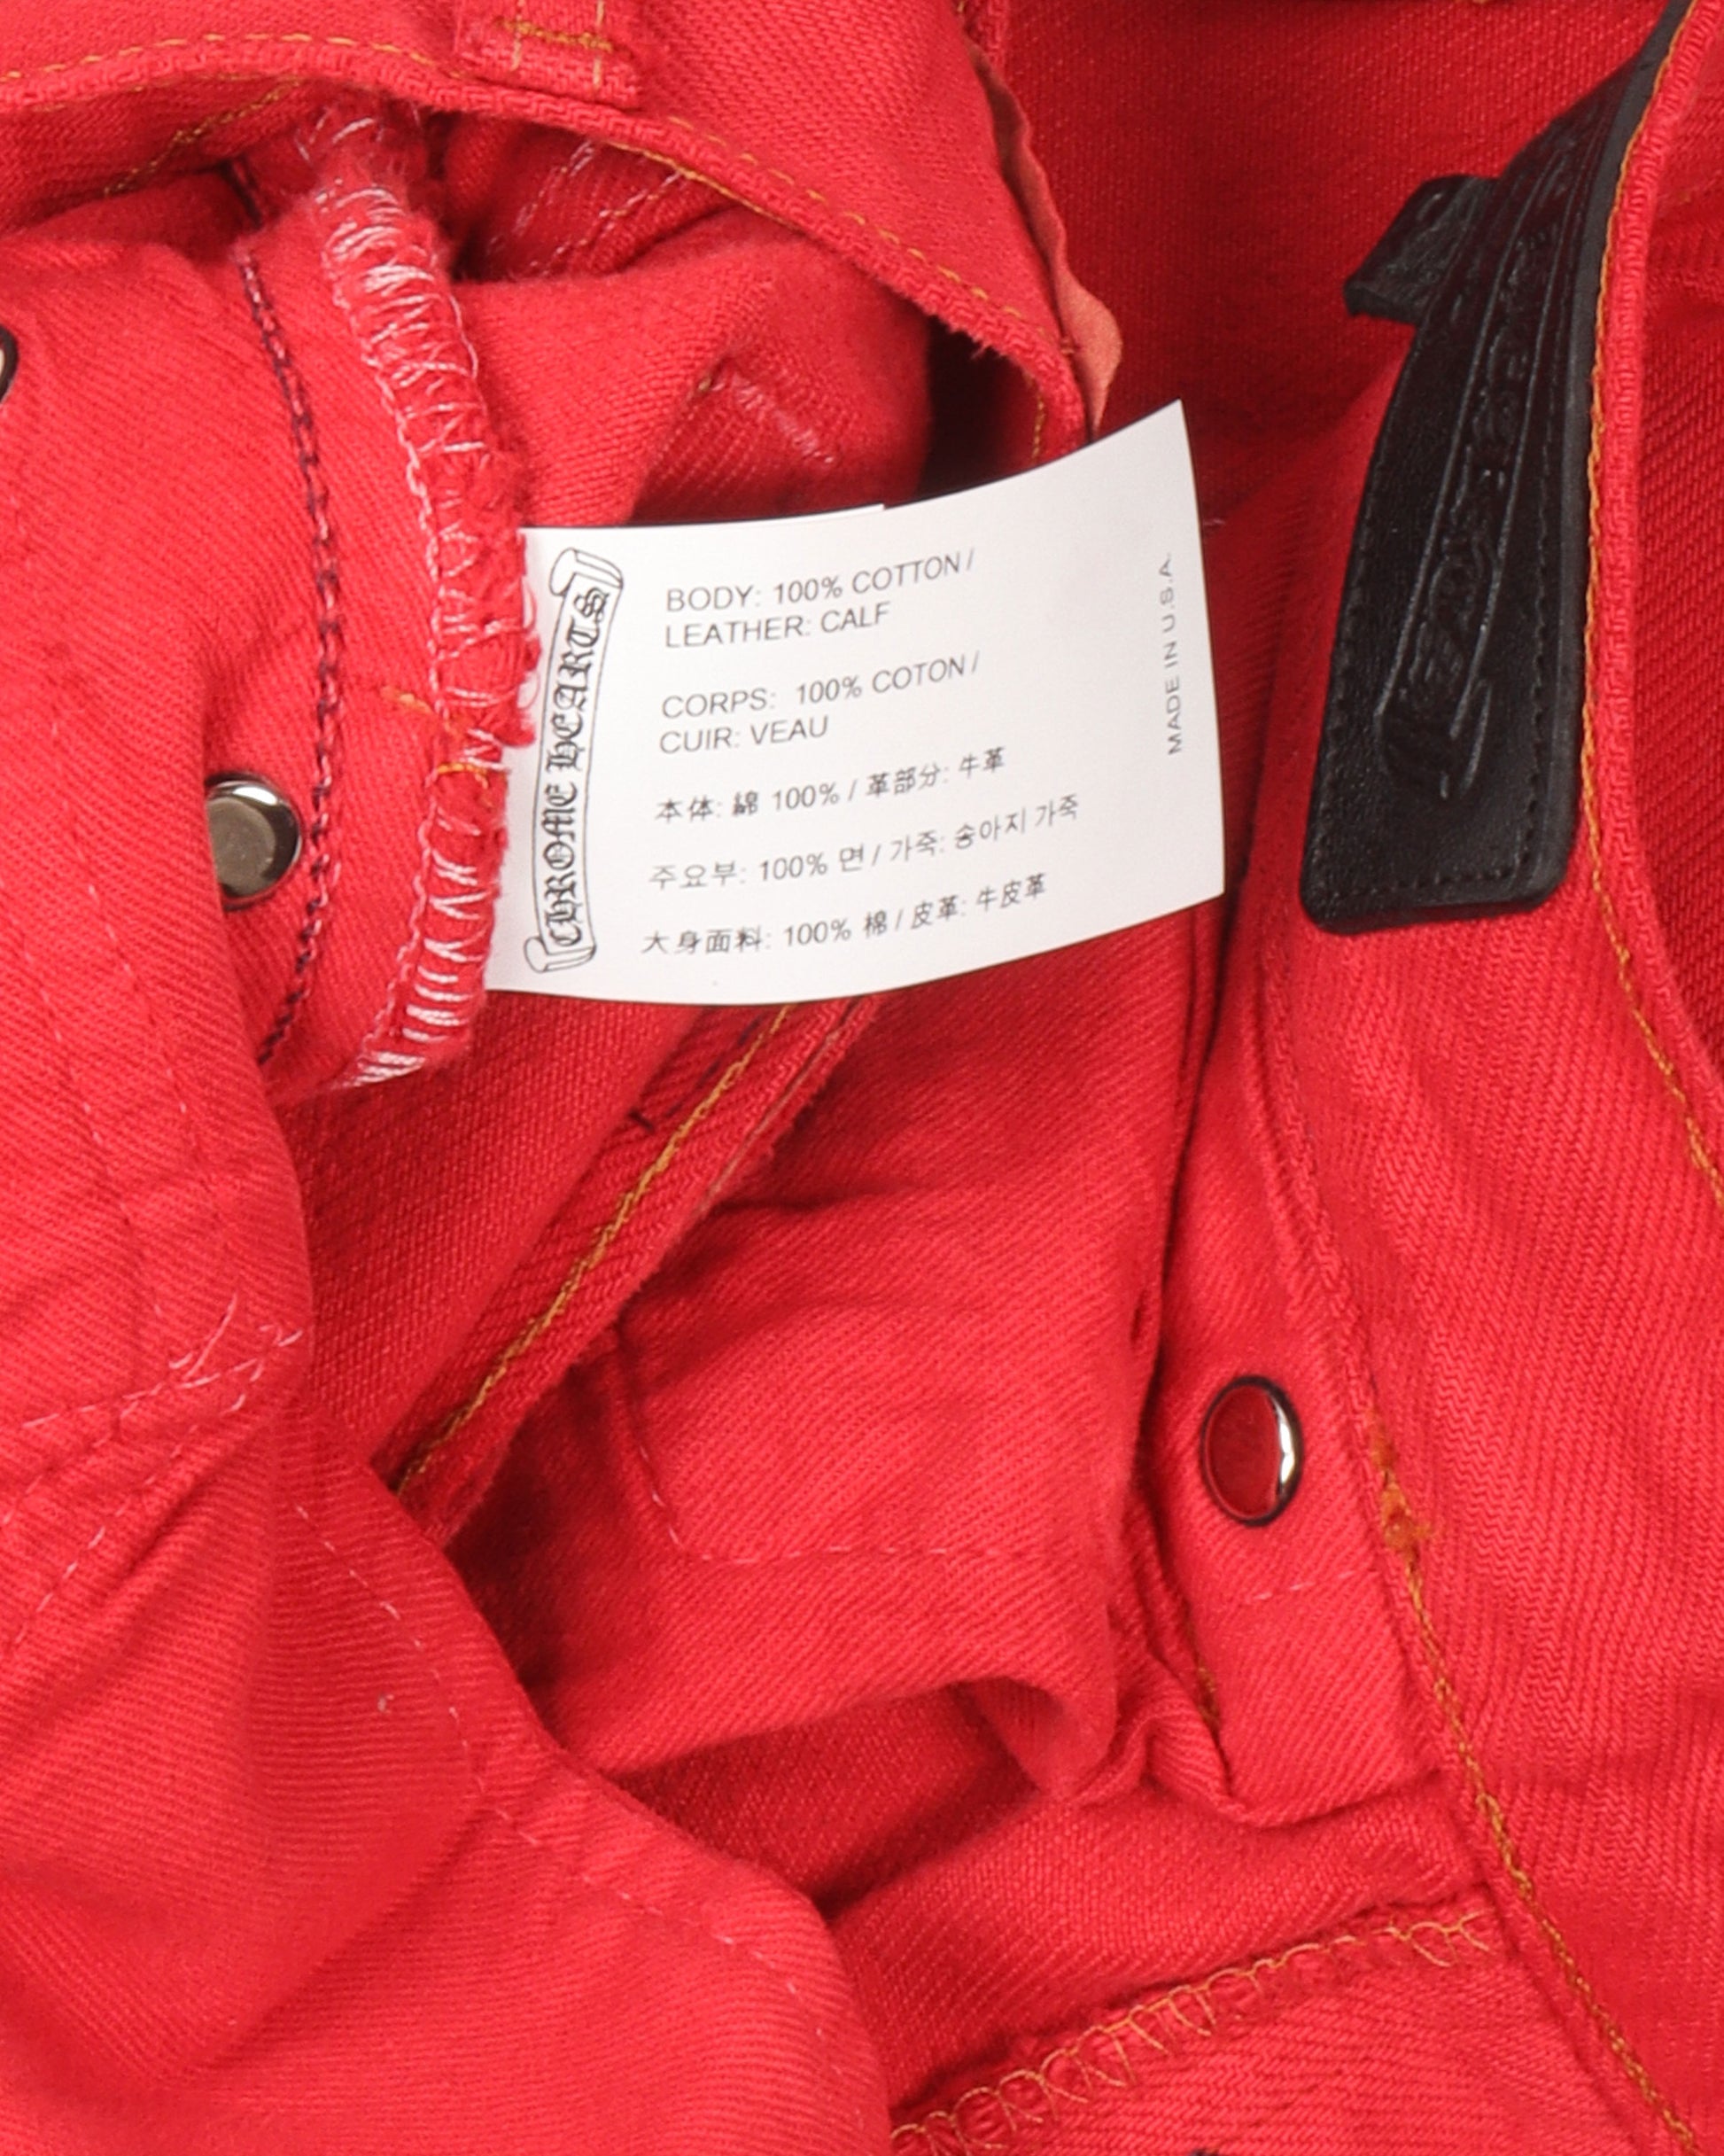 CHROME HEARTS
BODY: 100% COTTON /
LEATHER: CALF
CORPS: 100% COTON /
CUIR: VEAU
本体: 綿 100% / 革部分: 牛革
주요부: 100% 면 / 가죽: 송아지 가죽
大身面料: 100% 棉 / 皮革: 牛皮革
MADE IN U.S.A.